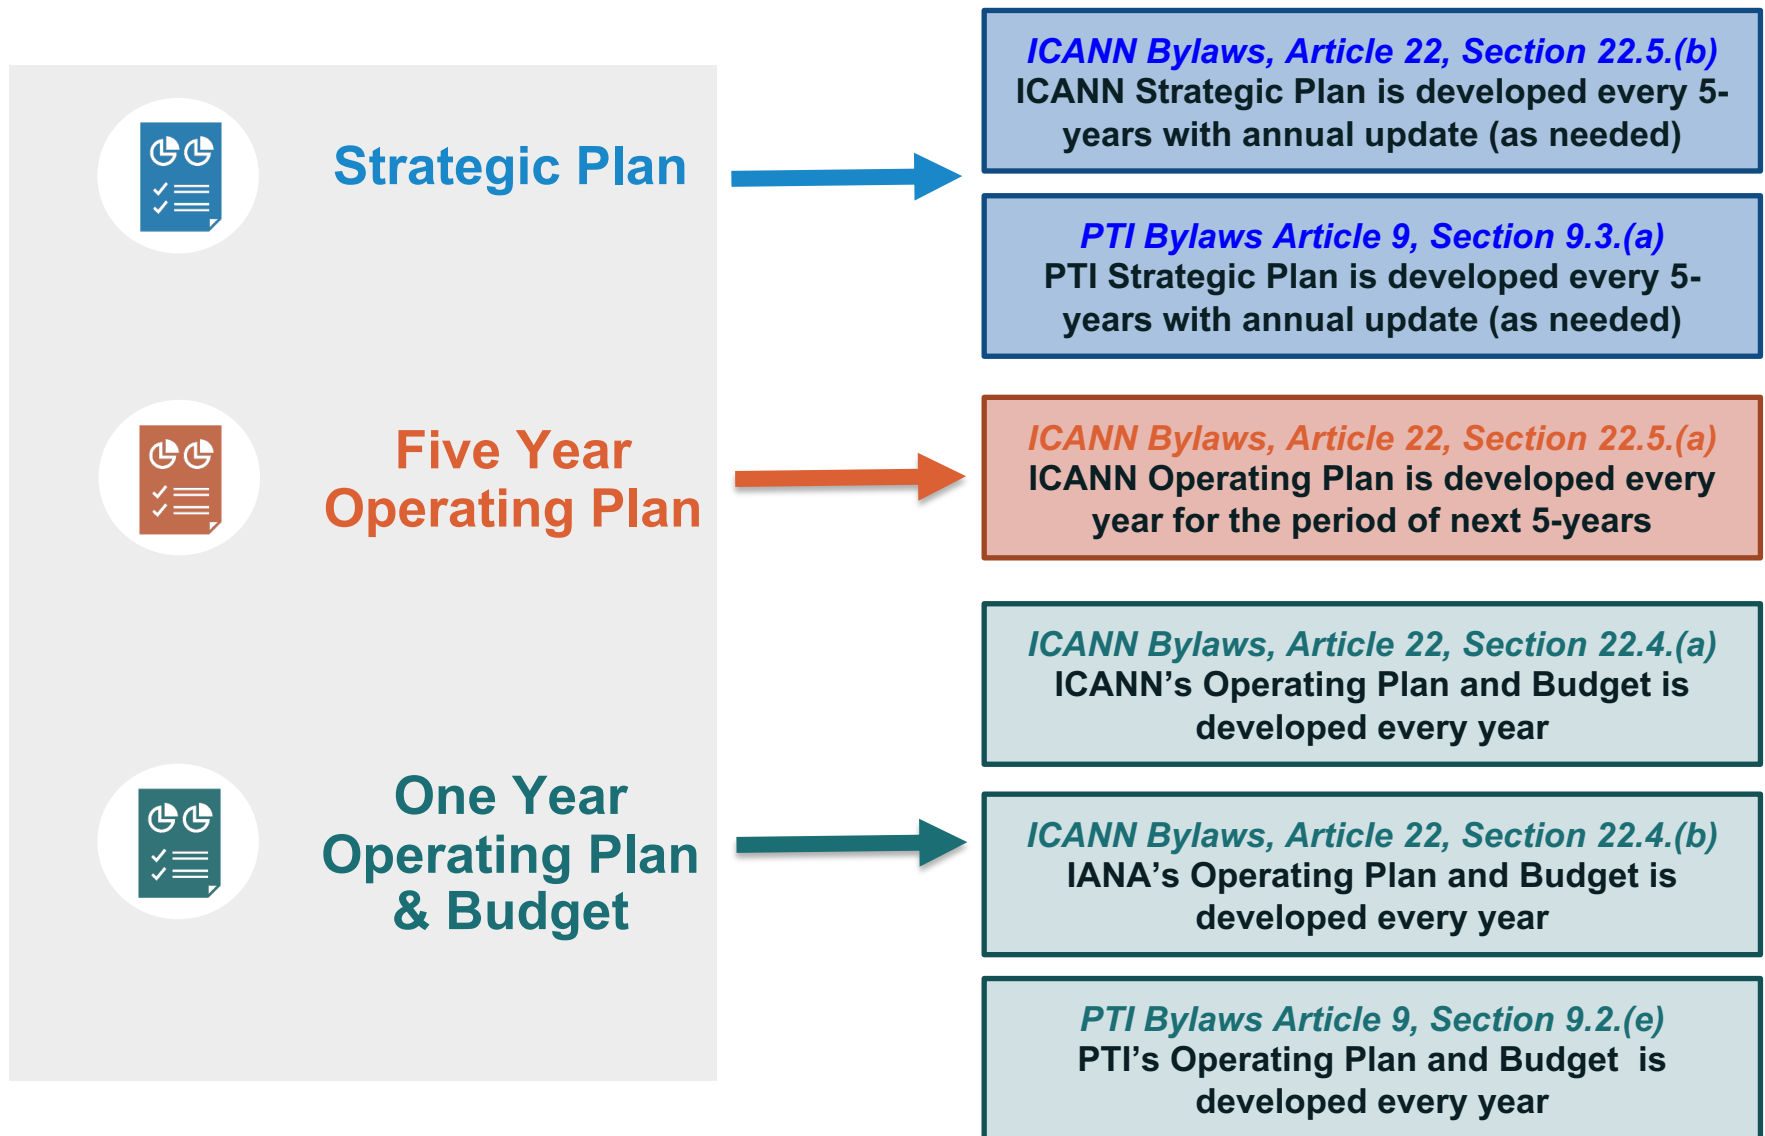 Strategic Plan
ICANN Bylaws, Article 22, Section 22.5.(b)
ICANN Strategic Plan is developed every 5-
years with annual update (as needed)
PTI Bylaws Article 9, Section 9.3.(a)
PTI Strategic Plan is developed every 5-
years with annual update (as needed)
Five Year
Operating Plan
ICANN Bylaws, Article 22, Section 22.5.(a)
ICANN Operating Plan is developed every
year for the period of next 5-years
One Year
Operating Plan
& Budget
ICANN Bylaws, Article 22, Section 22.4.(a)
ICANN’s Operating Plan and Budget is
developed every year
ICANN Bylaws, Article 22, Section 22.4.(b)
IANA’s Operating Plan and Budget is
developed every year
PTI Bylaws Article 9, Section 9.2.(e)
PTI’s Operating Plan and Budget  is
developed every year